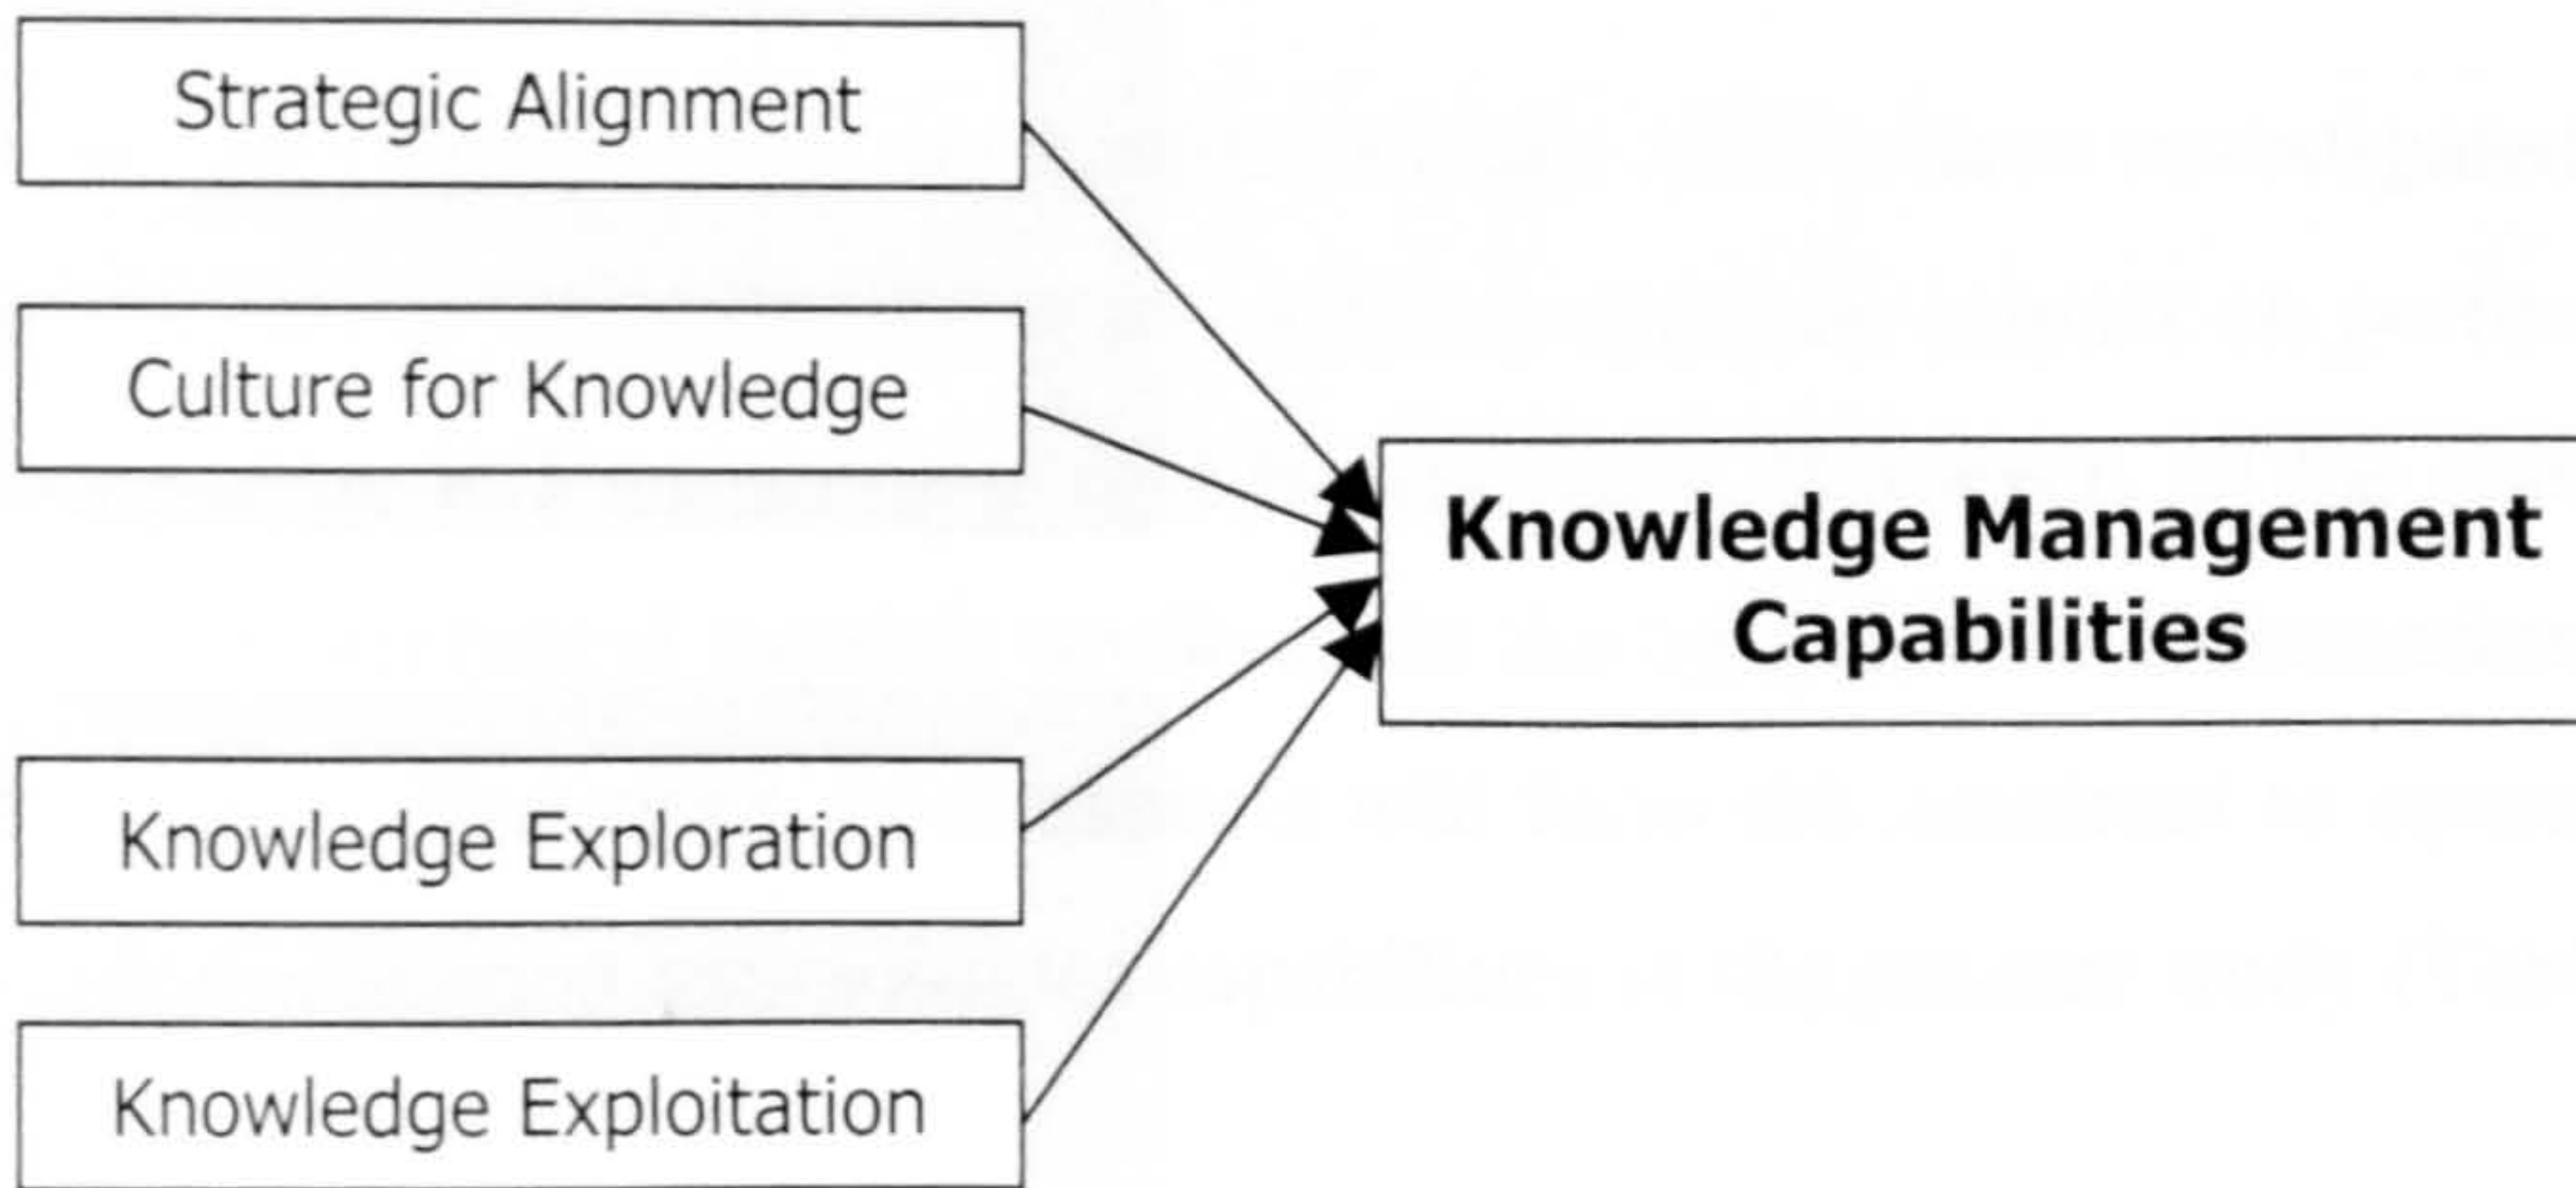 Strategic Alignment
Culture for Knowledge
Knowledge Management
Capabilities
Knowledge Exploration
Knowledge Exploitation